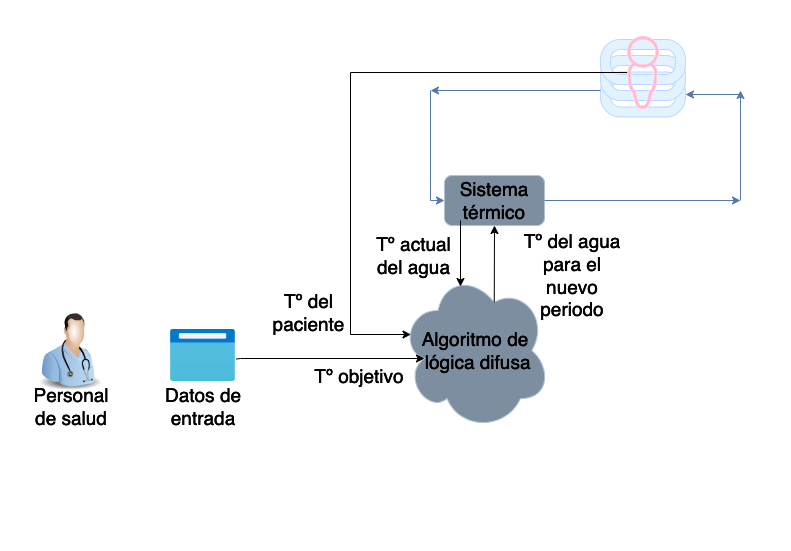 Sistema
térmico
Tº actual
del agua
Tº del agua
para el
nuevo
periodo
Tº del
paciente
Algoritmo de
lógica difusa
Tº objetivo
Personal
de salud
Datos de
entrada